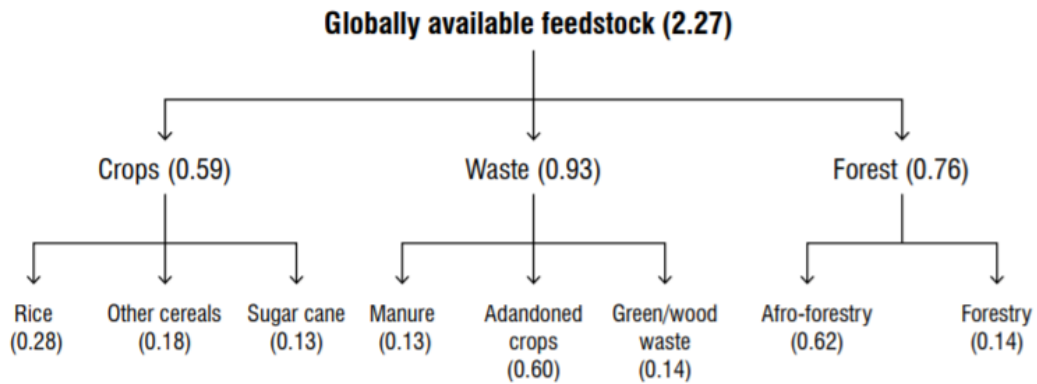 Globally available feedstock (2.27)
Crops (0.59)
Waste (0.93)
Forest (0.76)
Rice
(0.28)
Other cereals
(0.18)
Sugar cane
(0.13)
Manure
(0.13)
Adandoned
crops
(0.60)
Green/wood
waste
(0.14)
Afro-forestry
(0.62)
Forestry
(0.14)